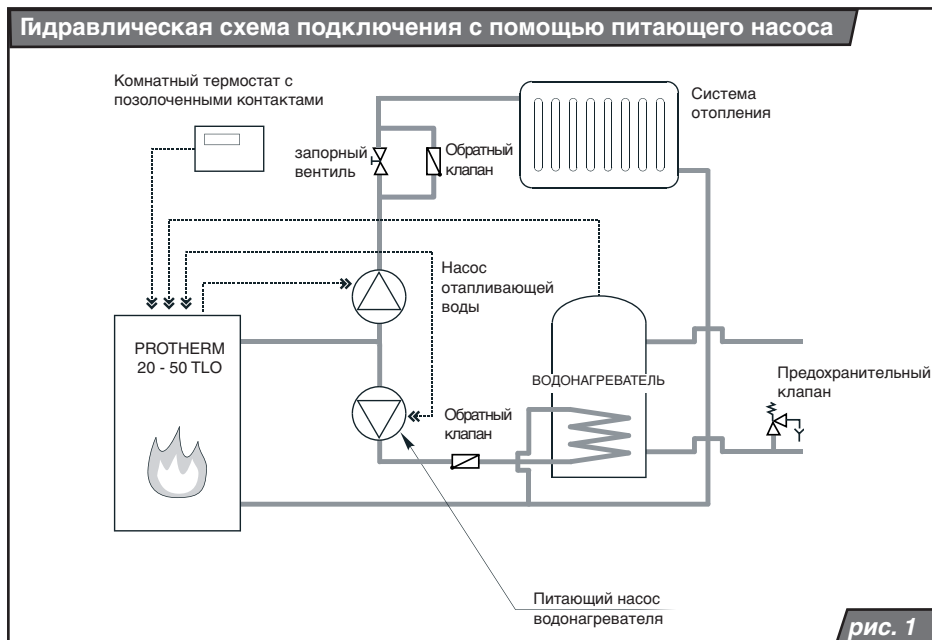 Гидравлическая схема подключения с помощью питающего насоса
Комнатный термостат с
позолоченными контактами
Система
отопления
запорный
вентиль
Обратный
клапан
Насос
отапливающей
воды
PROTHERM
20 - 50 TLO
ВОДОНАГРЕВАТЕЛЬ
Предохранительный
клапан
Обратный
клапан
Питающий насос
водонагревателя
рис. 1